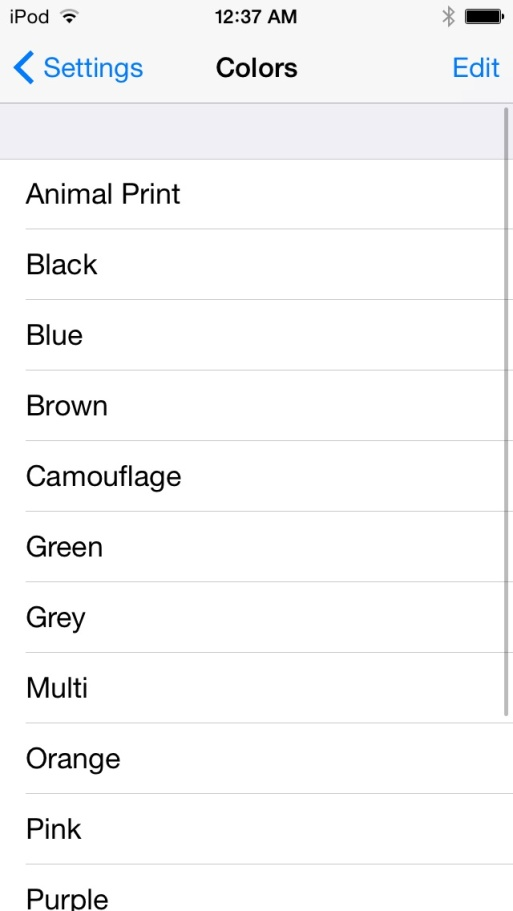 iPod 12:37 AM
Settings Colors Edit
Animal Print
Black
Blue
Brown
Camouflage
Green
Grey
Multi
Orange
Pink
Purple